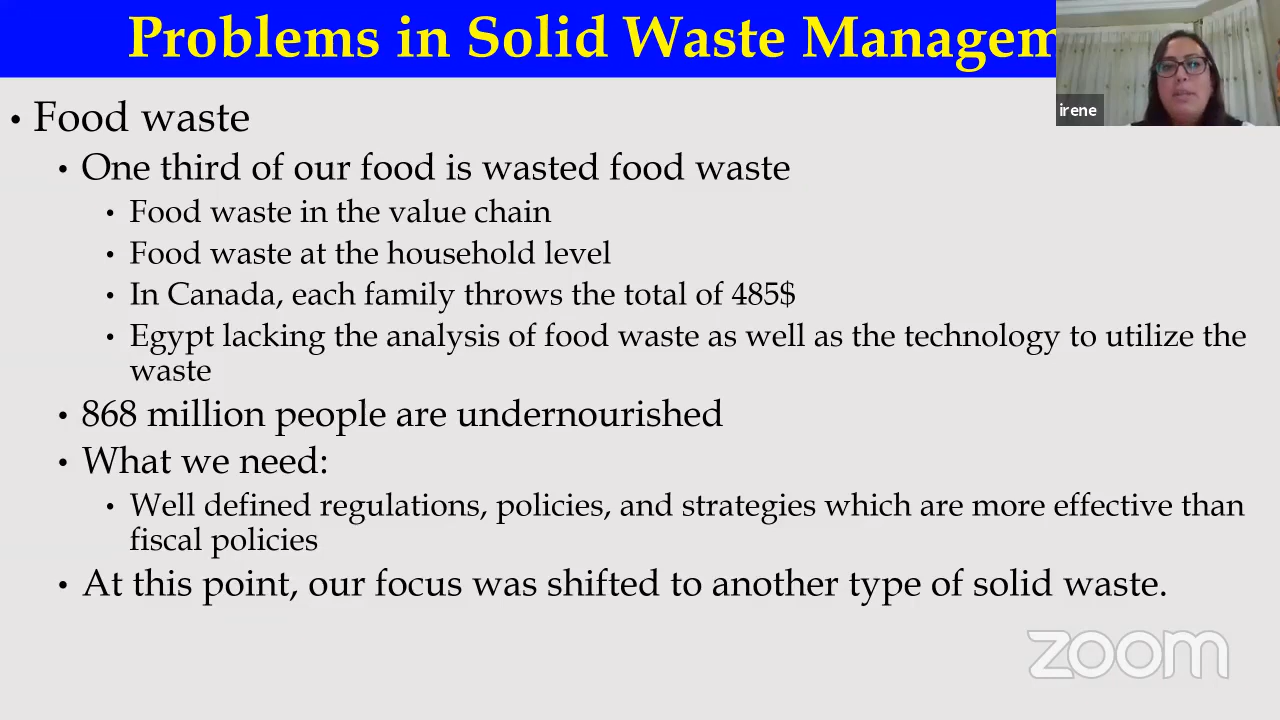 Problems in Solid Waste Managem
irene
• Food waste
• One third of our food is wasted food waste
• Food waste in the value chain
• Food waste at the household level
• In Canada, each family throws the total of 485$
• Egypt lacking the analysis of food waste as well as the technology to utilize the
waste
• 868 million people are undernourished
• What we need:
• Well defined regulations, policies, and strategies which are more effective than
fiscal policies
• At this point, our focus was shifted to another type of solid waste.
zoom